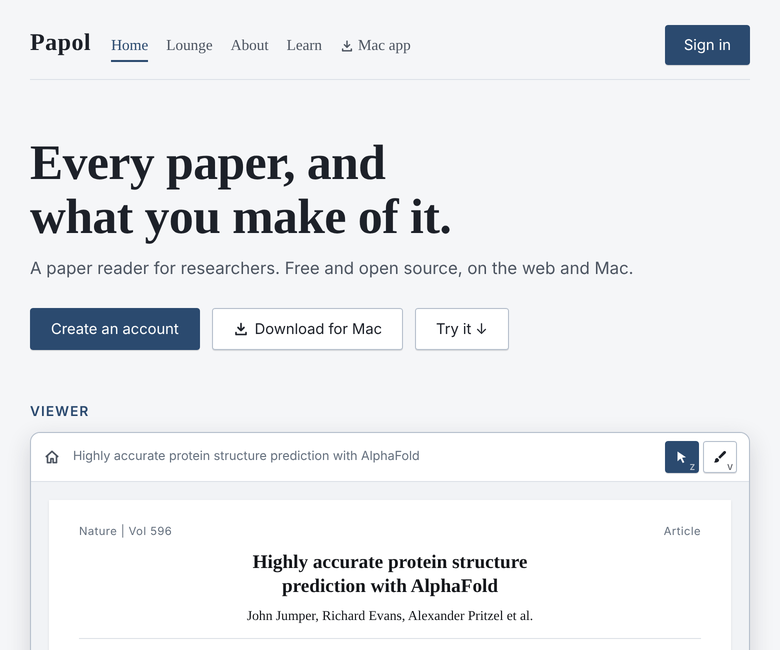 Papol Home Lounge About Learn Mac app Sign in
Every paper, and
what you make of it.
A paper reader for researchers. Free and open source, on the web and Mac.
Create an account Download for Mac Try it ↓
VIEWER
Highly accurate protein structure prediction with AlphaFold Z V
Nature | Vol 596 Article
Highly accurate protein structure
prediction with AlphaFold
John Jumper, Richard Evans, Alexander Pritzel et al.